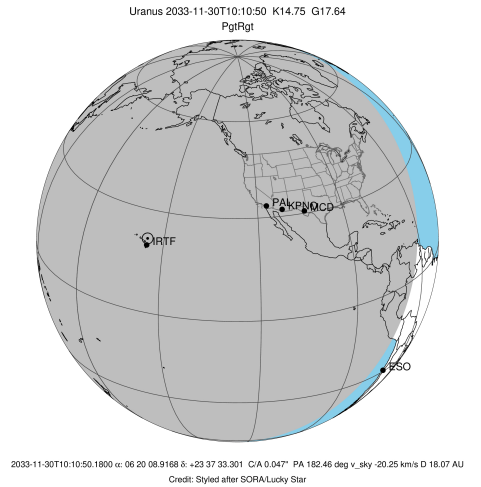 Uranus 2033-11-30T10:10:50 K14.75 G17.64
PgtRgt
PAL
KPNO
MCD
IRTF
ESO
2033-11-30T10:10:50.1800 α: 06 20 08.9168 δ: +23 37 33.301 C/A 0.047" PA 182.46 deg v_sky -20.25 km/s D 18.07 AU
Credit: Styled after SORA/Lucky Star